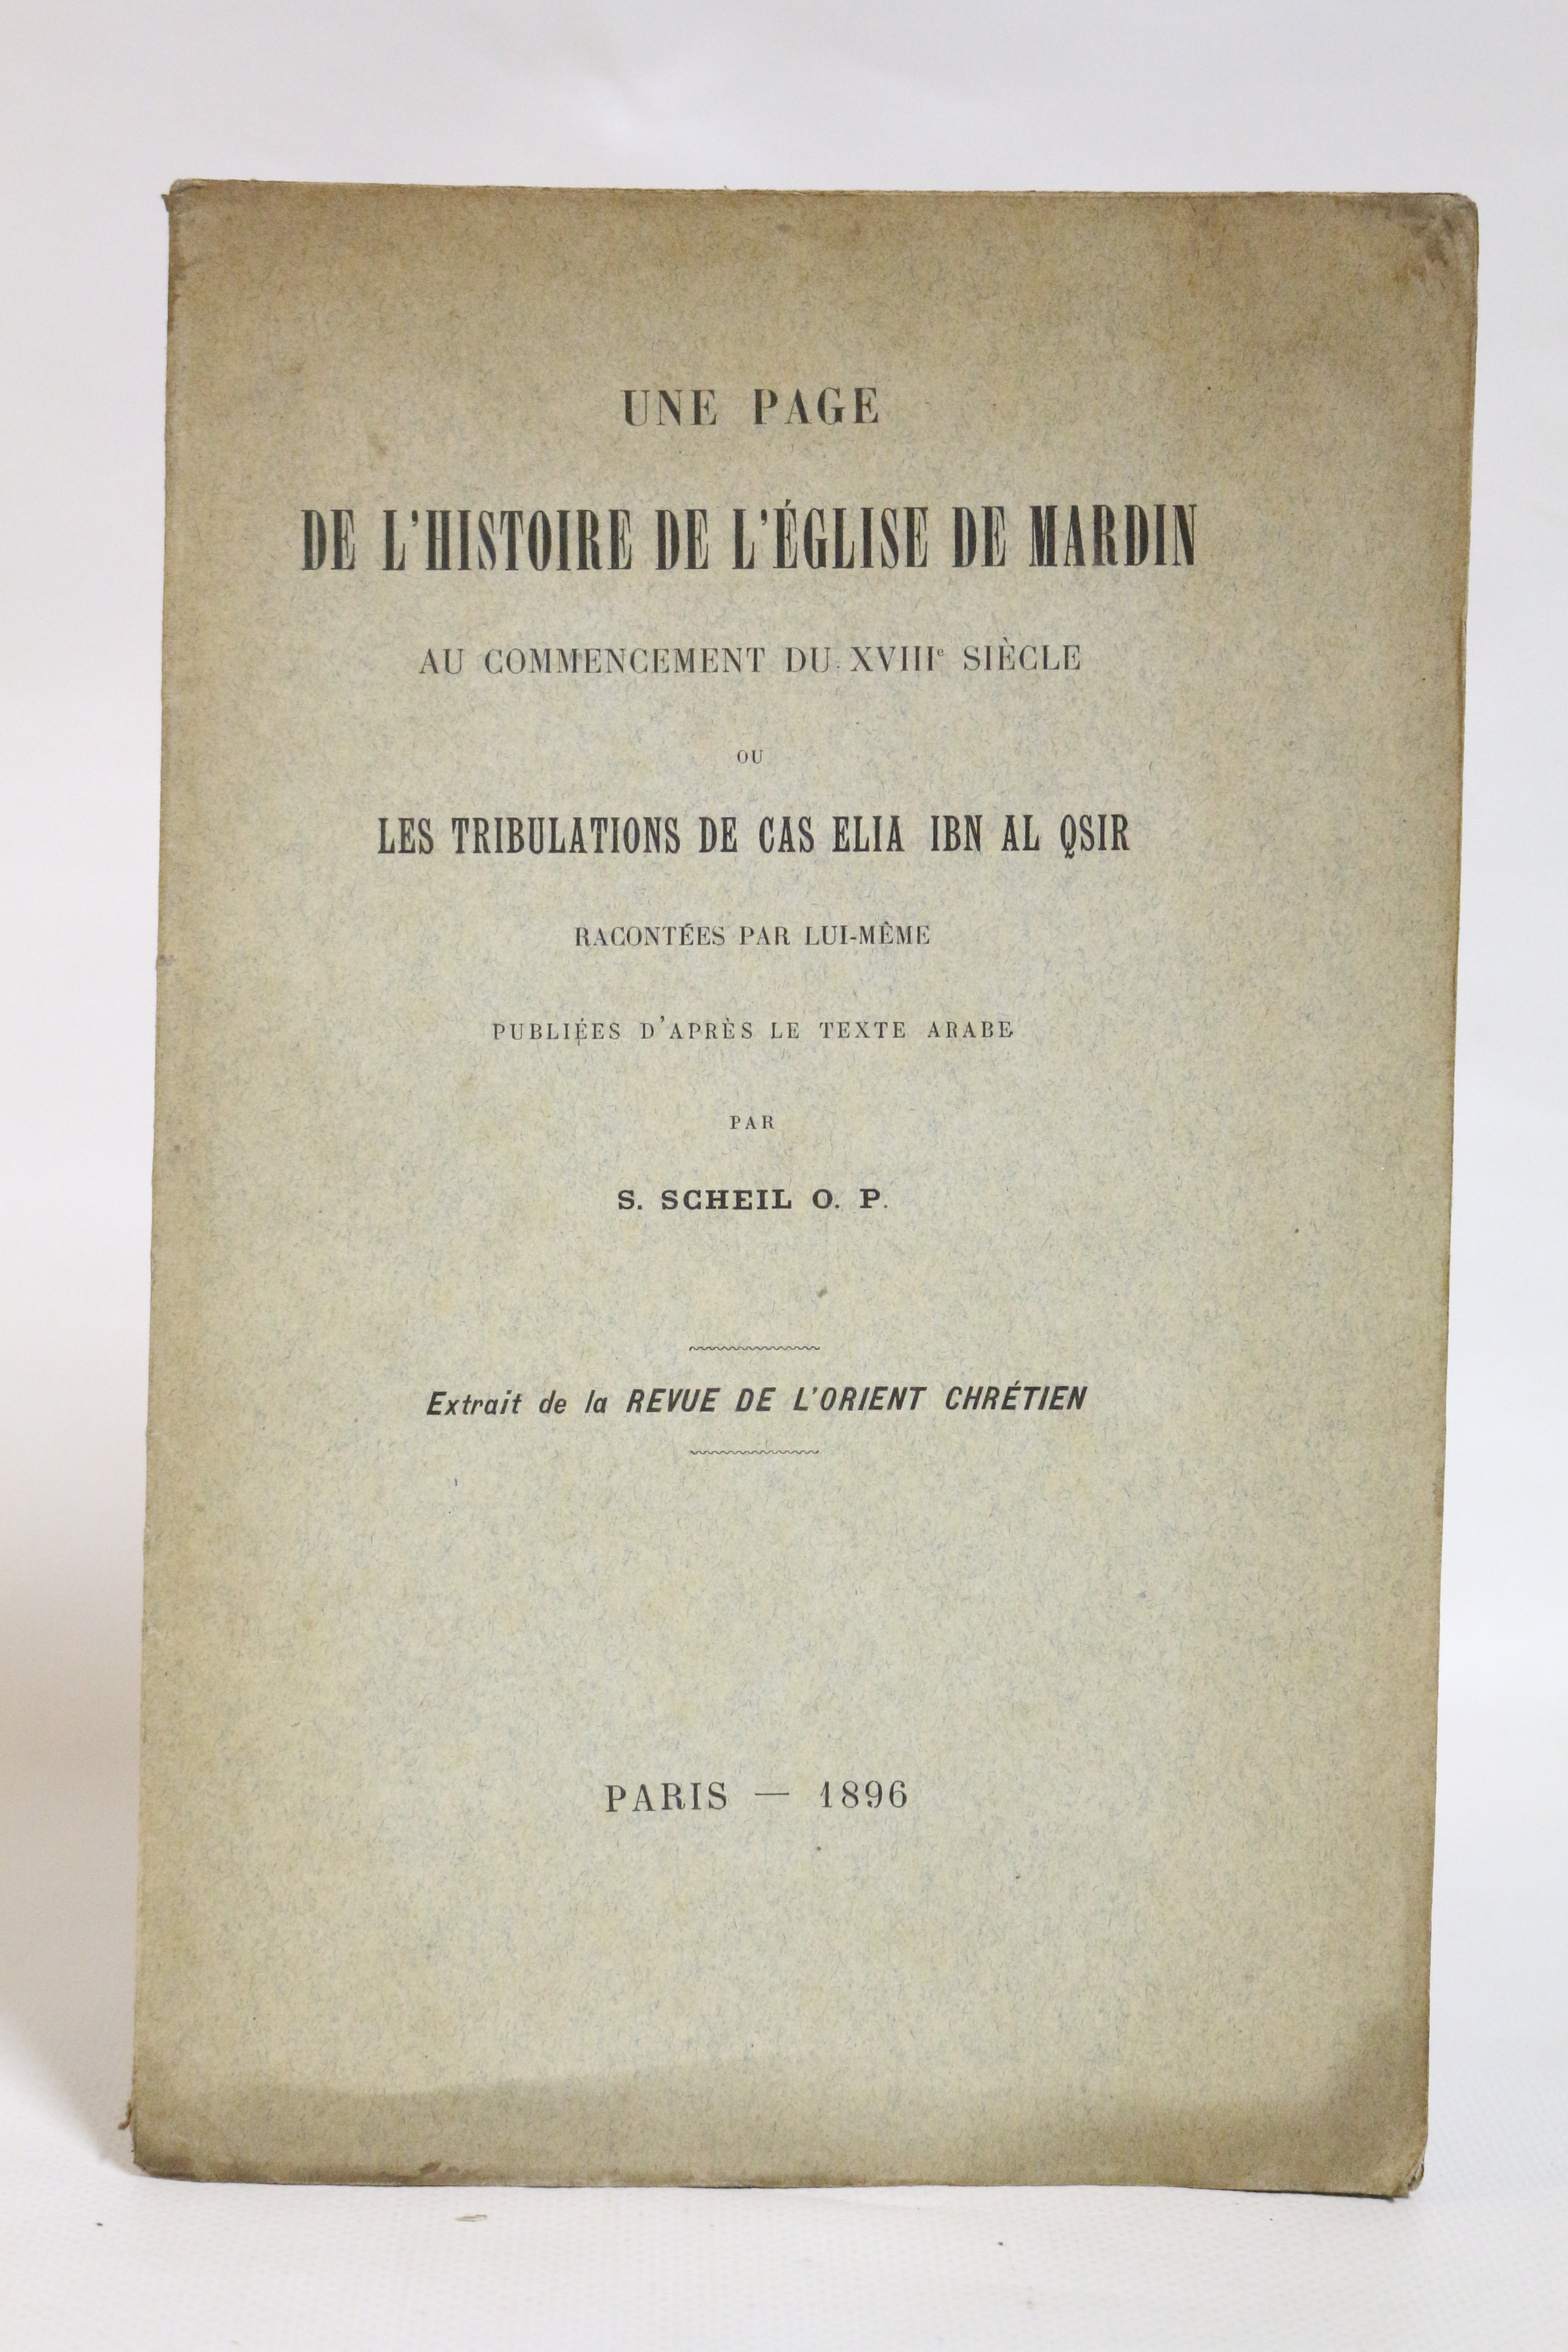 UNE PAGE
DE L'HISTOIRE DE L'ÉGLISE DE MARDIN
AU COMMENCEMENT DU XVIIIe SIÈCLE
OU
LES TRIBULATIONS DE CAS ELIA IBN AL QSIR
RACONTÉES PAR LUI-MÊME
PUBLIÉES D'APRÈS LE TEXTE ARABE
PAR
S. SCHEIL O. P.
Extrait de la REVUE DE L'ORIENT CHRÉTIEN
PARIS — 1896